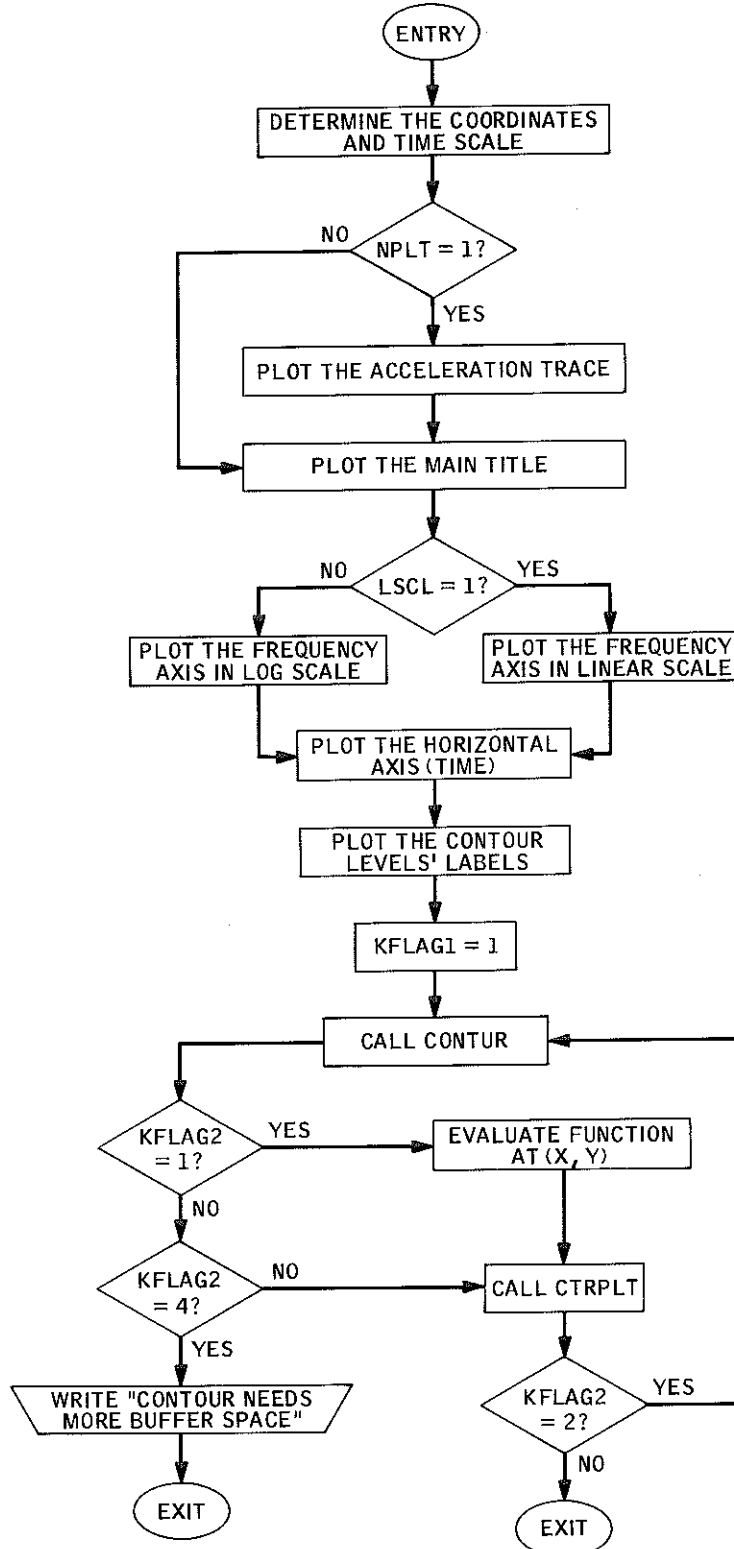 ENTRY
DETERMINE THE COORDINATES
AND TIME SCALE
NPLT = 1?
NO
YES
PLOT THE ACCELERATION TRACE
PLOT THE MAIN TITLE
LSCL = 1?
NO
YES
PLOT THE FREQUENCY
AXIS IN LOG SCALE
PLOT THE FREQUENCY
AXIS IN LINEAR SCALE
PLOT THE HORIZONTAL
AXIS (TIME)
PLOT THE CONTOUR
LEVELS' LABELS
KFLAG1 = 1
CALL CONTUR
KFLAG2
= 1?
YES
EVALUATE FUNCTION
AT (X, Y)
NO
KFLAG2
= 4?
NO
CALL CTRPLT
YES
WRITE "CONTOUR NEEDS
MORE BUFFER SPACE"
KFLAG2
= 2?
YES
NO
EXIT
EXIT